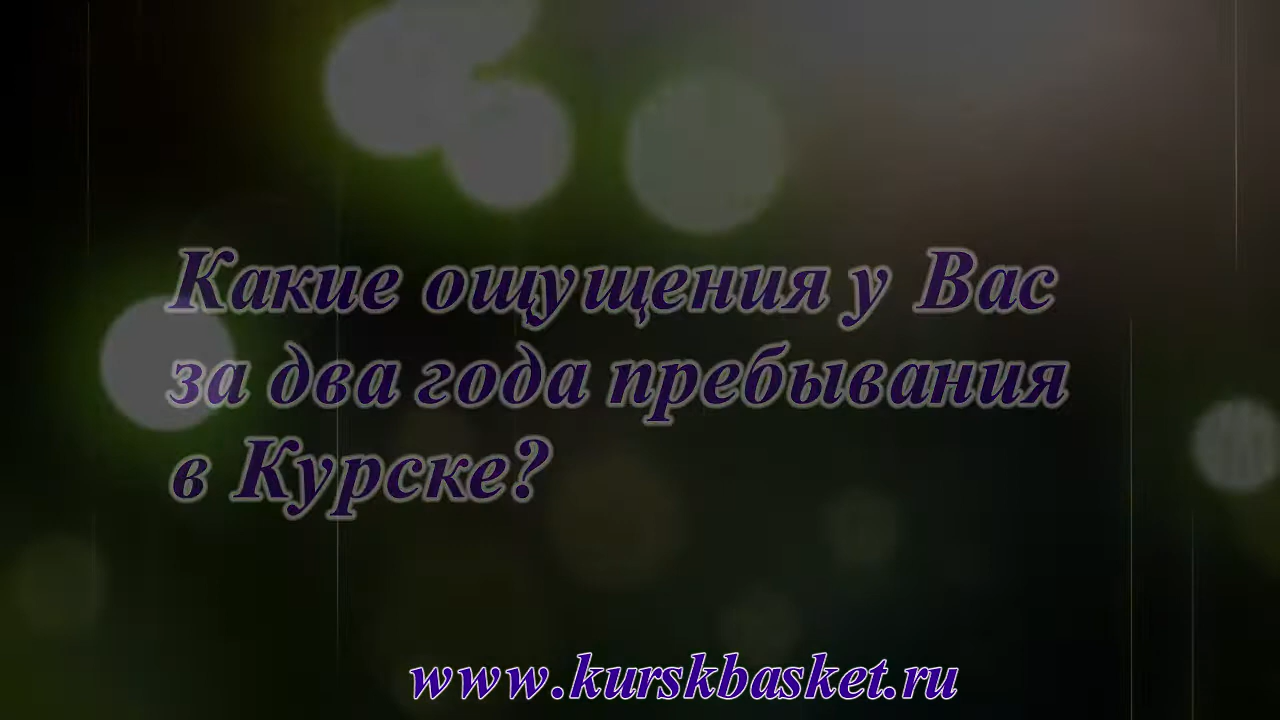 Какие ощущения у Вас
за два года пребывания
в Курске?
www.kurskbasket.ru